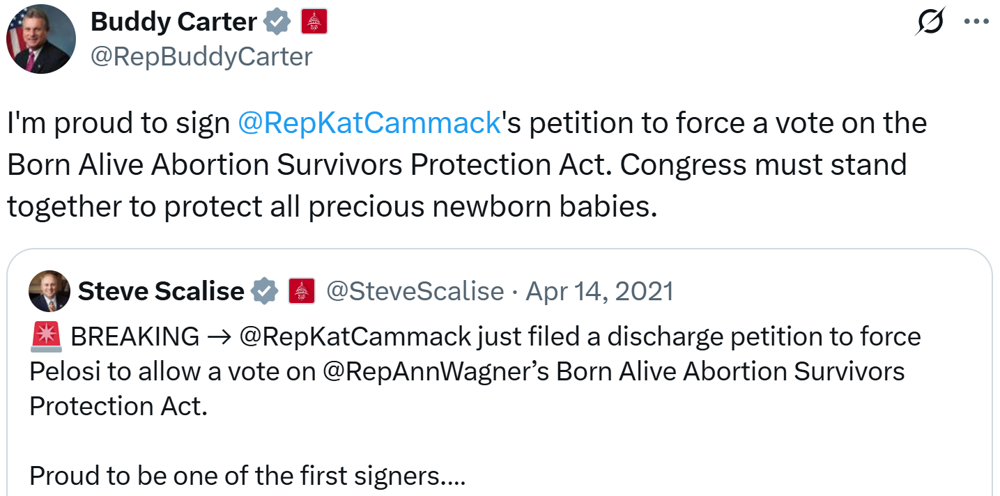 Buddy Carter
@RepBuddyCarter
I'm proud to sign @RepKatCammack's petition to force a vote on the
Born Alive Abortion Survivors Protection Act. Congress must stand
together to protect all precious newborn babies.
Steve Scalise @SteveScalise · Apr 14, 2021
🚨 BREAKING → @RepKatCammack just filed a discharge petition to force
Pelosi to allow a vote on @RepAnnWagner’s Born Alive Abortion Survivors
Protection Act.
Proud to be one of the first signers....